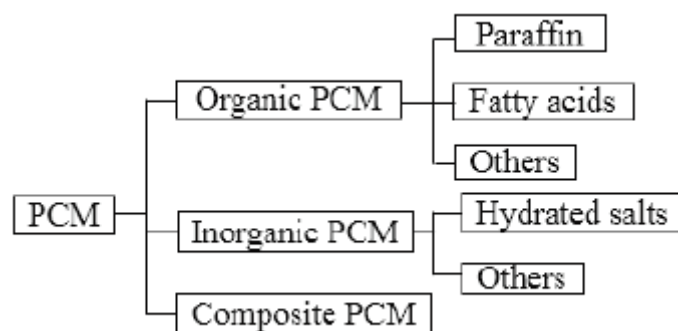 PCM
Organic PCM
Paraffin
Fatty acids
Others
Inorganic PCM
Hydrated salts
Others
Composite PCM